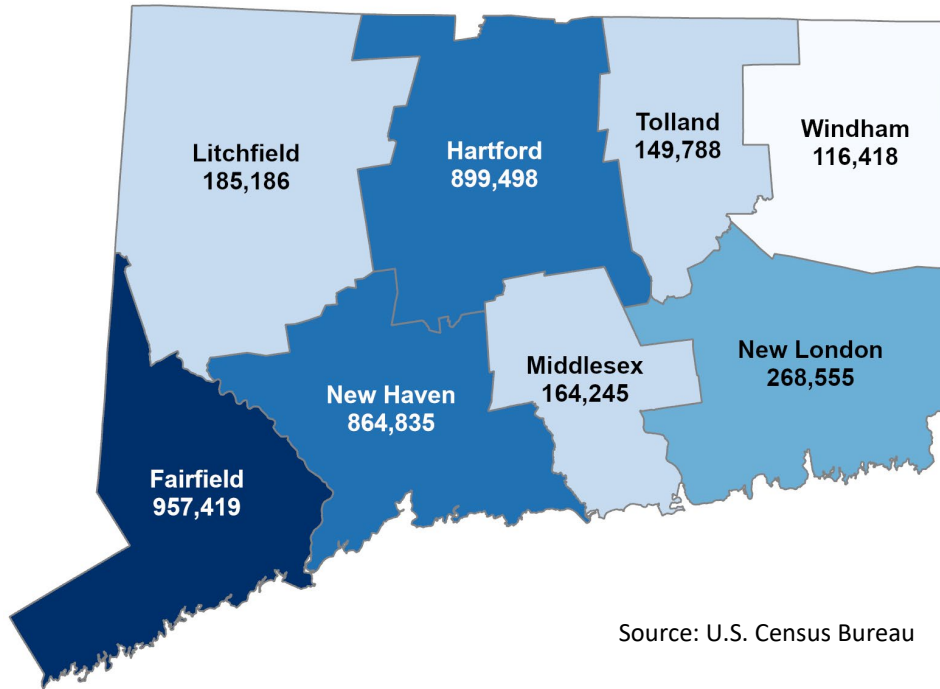 Litchfield
185,186
Hartford
899,498
Tolland
149,788
Windham
116,418
New Haven
864,835
Middlesex
164,245
New London
268,555
Fairfield
957,419
Source: U.S. Census Bureau